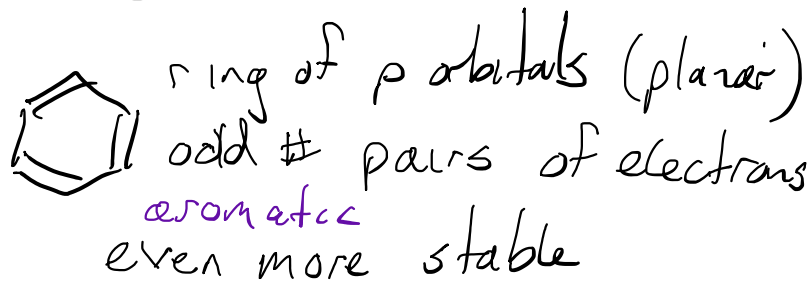 ring of p orbitals (planar)
odd # pairs of electrons
aromatic
even more stable